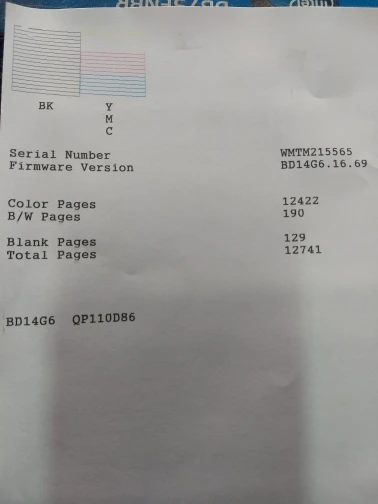 BK Y
M
C
Serial Number WMTM215565
Firmware Version BD14G6.16.69
Color Pages 12422
B/W Pages 190
Blank Pages 129
Total Pages 12741
BD14G6 QP110D86